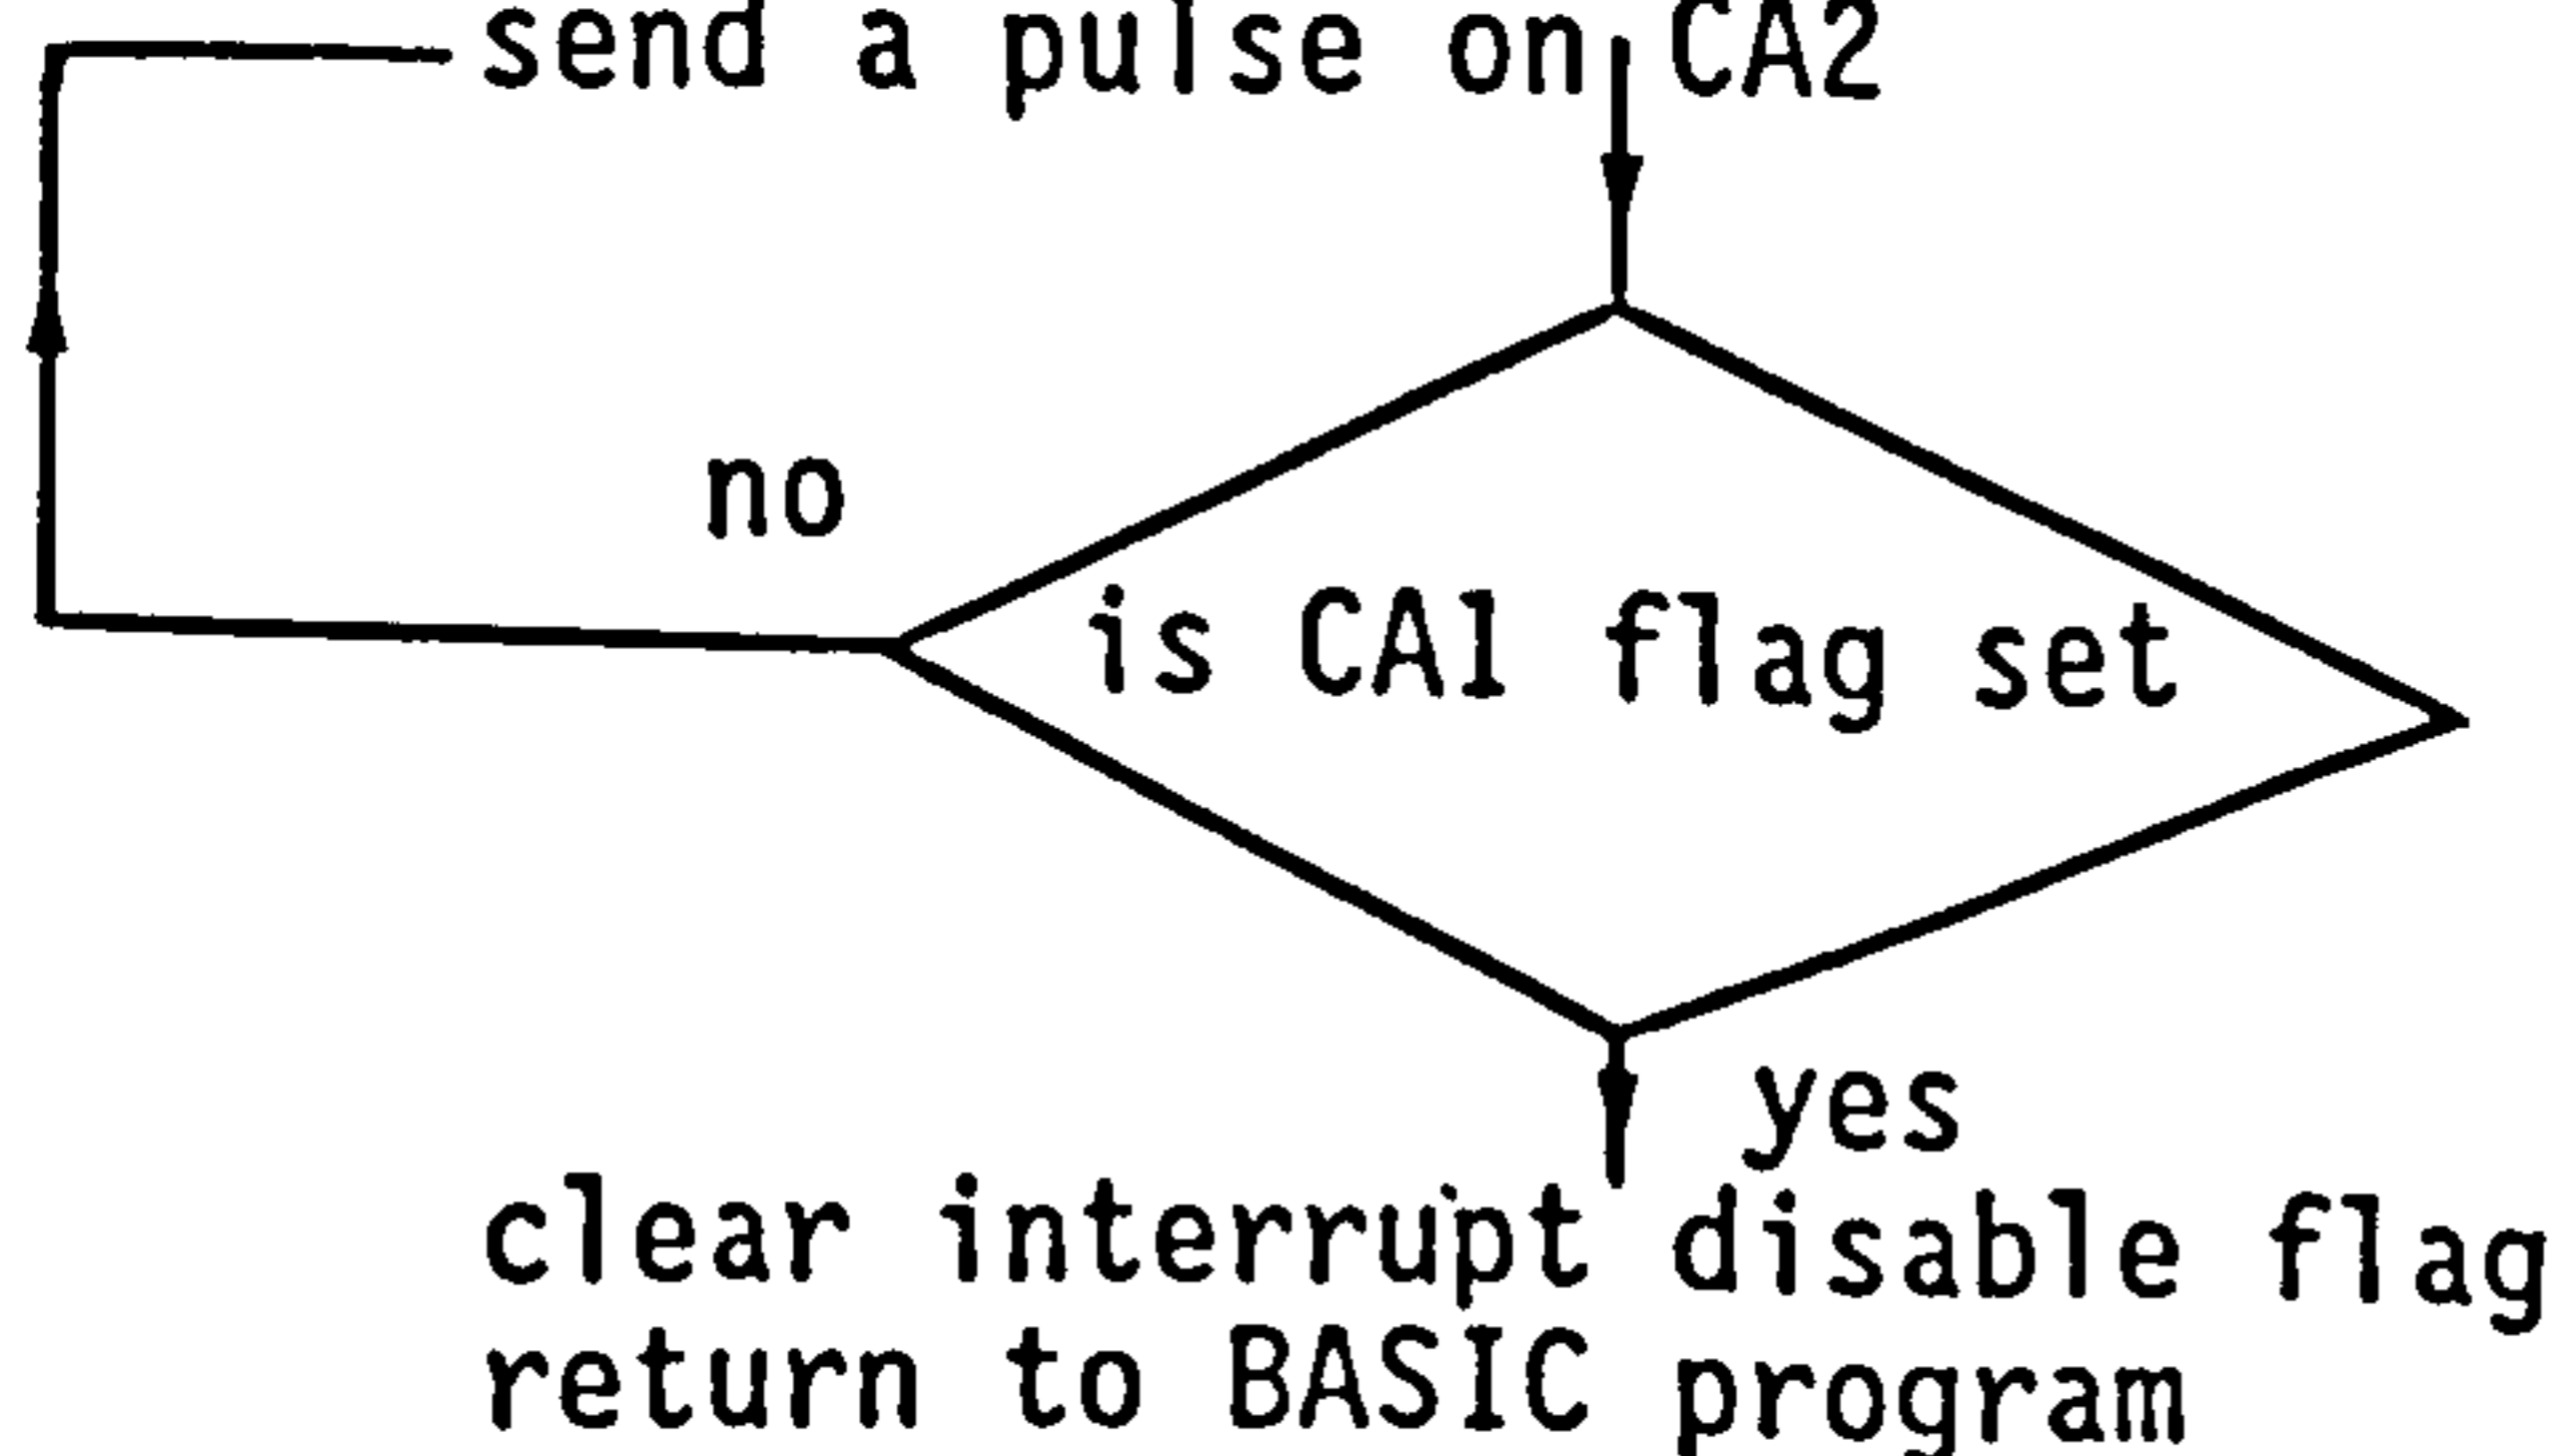 send a pulse on CA2
no
is CA1 flag set
yes
clear interrupt disable flag
return to BASIC program